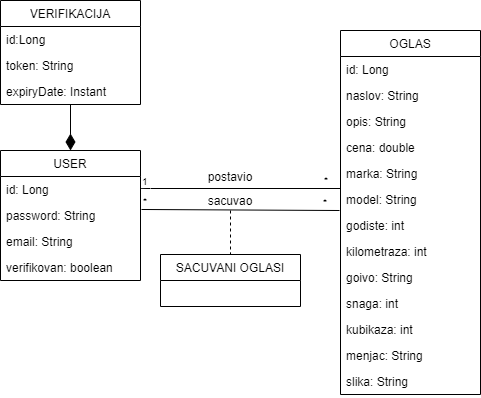 VERIFIKACIJA
id:Long
token: String
expiryDate: Instant
USER
id: Long
password: String
email: String
verifikovan: boolean
1
postavio
*
*
sacuvao
*
SACUVANI OGLASI
OGLAS
id: Long
naslov: String
opis: String
cena: double
marka: String
model: String
godiste: int
kilometraza: int
goivo: String
snaga: int
kubikaza: int
menjac: String
slika: String